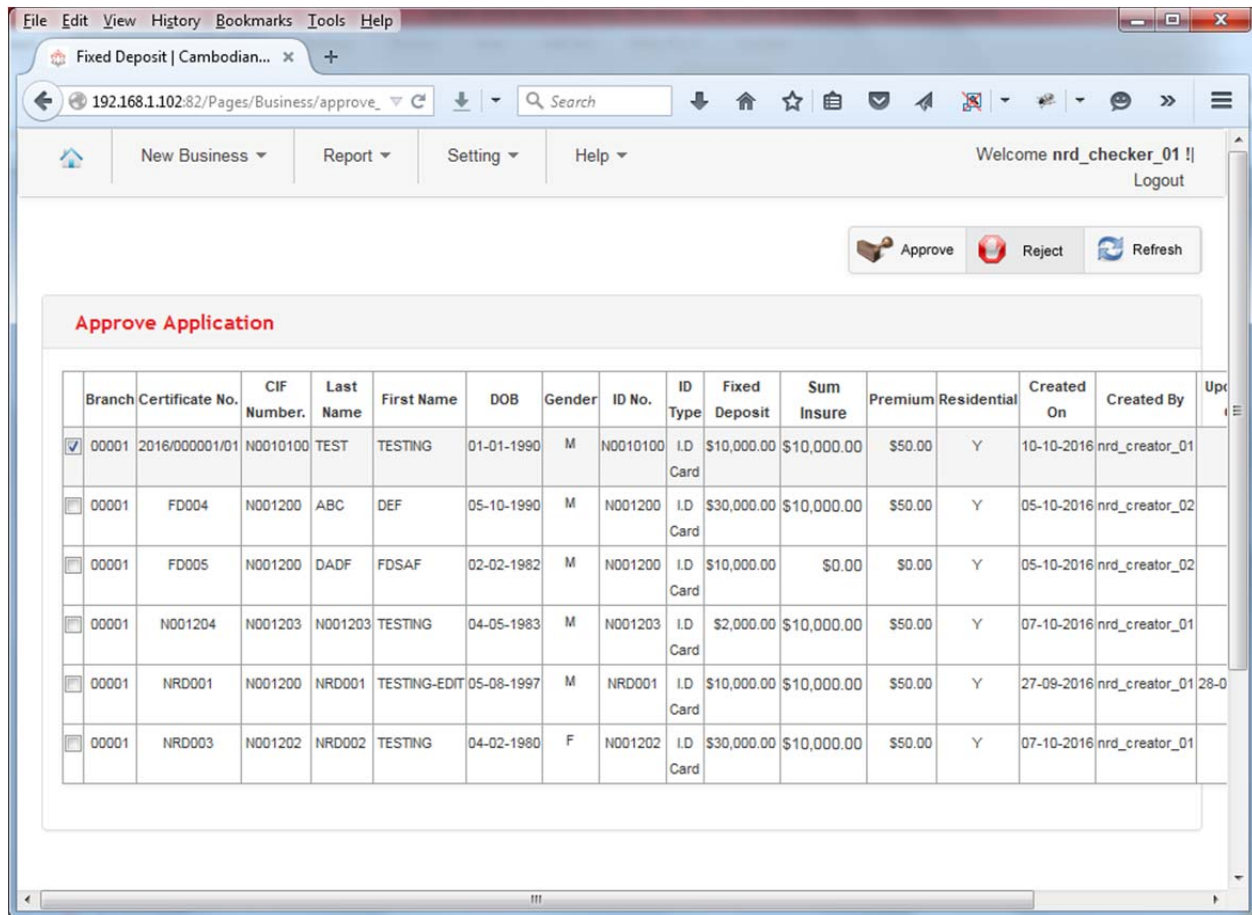 File Edit View History Bookmarks Tools Help
Fixed Deposit | Cambodian... × +
192.168.1.102:82/Pages/Business/approve_ Search
New Business Report Setting Help Welcome nrd_checker_01 !|
Logout
Approve Reject Refresh
Approve Application
Branch Certificate No. CIF Number. Last Name First Name DOB Gender ID No. ID Type Fixed Deposit Sum Insure Premium Residential Created On Created By
00001 2016/000001/01 N0010100 TEST TESTING 01-01-1990 M N0010100 I.D Card $10,000.00 $10,000.00 $50.00 Y 10-10-2016 nrd_creator_01
00001 FD004 N001200 ABC DEF 05-10-1990 M N001200 I.D Card $30,000.00 $10,000.00 $50.00 Y 05-10-2016 nrd_creator_02
00001 FD005 N001200 DADF FDSAF 02-02-1982 M N001200 I.D Card $10,000.00 $0.00 $0.00 Y 05-10-2016 nrd_creator_02
00001 N001204 N001203 N001203 TESTING 04-05-1983 M N001203 I.D Card $2,000.00 $10,000.00 $50.00 Y 07-10-2016 nrd_creator_01
00001 NRD001 N001200 NRD001 TESTING-EDIT 05-08-1997 M NRD001 I.D Card $10,000.00 $10,000.00 $50.00 Y 27-09-2016 nrd_creator_01 28-0
00001 NRD003 N001202 NRD002 TESTING 04-02-1980 F N001202 I.D Card $30,000.00 $10,000.00 $50.00 Y 07-10-2016 nrd_creator_01